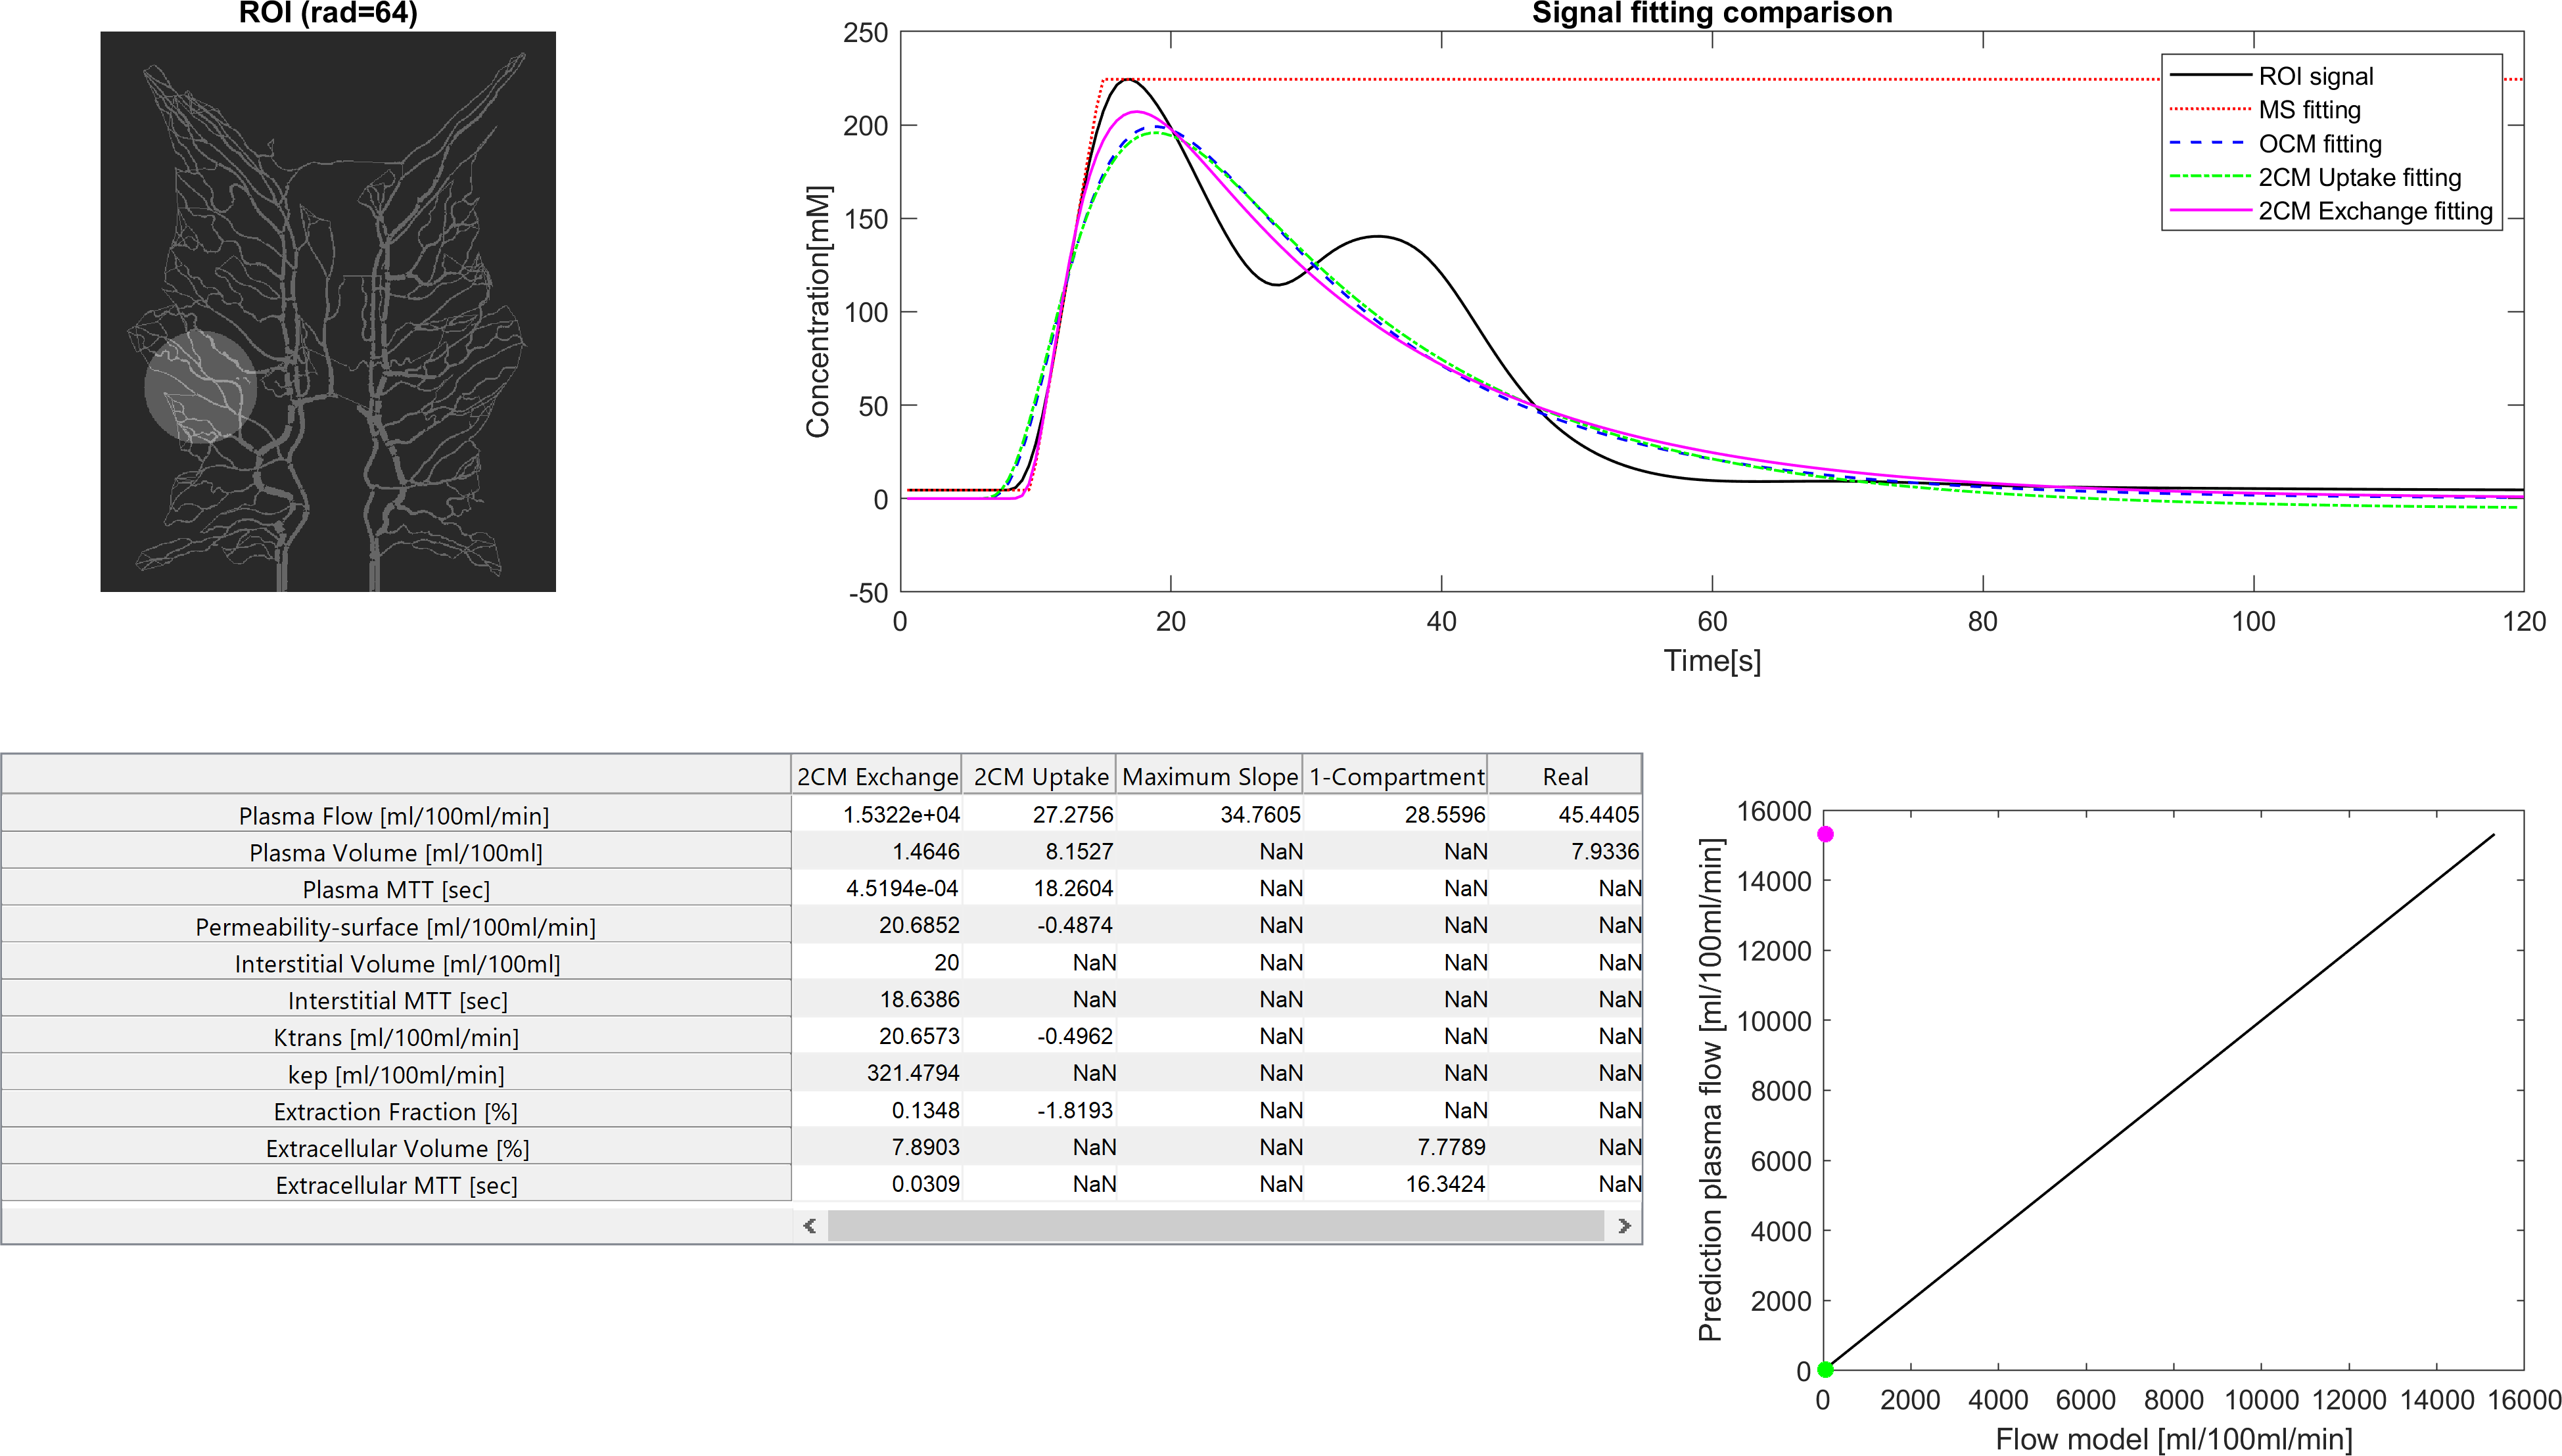 ROI (rad=64)
Signal fitting comparison
250
200
150
100
50
0
-50
Concentration[mM]
0 20 40 60 80 100 120
Time[s]
ROI signal
MS fitting
OCM fitting
2CM Uptake fitting
2CM Exchange fitting
2CM Exchange 2CM Uptake Maximum Slope 1-Compartment Real
Plasma Flow [ml/100ml/min] 1.5322e+04 27.2756 34.7605 28.5596 45.4405
Plasma Volume [ml/100ml] 1.4646 8.1527 NaN NaN 7.9336
Plasma MTT [sec] 4.5194e-04 18.2604 NaN NaN NaN
Permeability-surface [ml/100ml/min] 20.6852 -0.4874 NaN NaN NaN
Interstitial Volume [ml/100ml] 20 NaN NaN NaN NaN
Interstitial MTT [sec] 18.6386 NaN NaN NaN NaN
Ktrans [ml/100ml/min] 20.6573 -0.4962 NaN NaN NaN
kep [ml/100ml/min] 321.4794 NaN NaN NaN NaN
Extraction Fraction [%] 0.1348 -1.8193 NaN NaN NaN
Extracellular Volume [%] 7.8903 NaN NaN 7.7789 NaN
Extracellular MTT [sec] 0.0309 NaN NaN 16.3424 NaN
16000
14000
12000
10000
8000
6000
4000
2000
0
Prediction plasma flow [ml/100ml/min]
0 2000 4000 6000 8000 10000 12000 14000 16000
Flow model [ml/100ml/min]